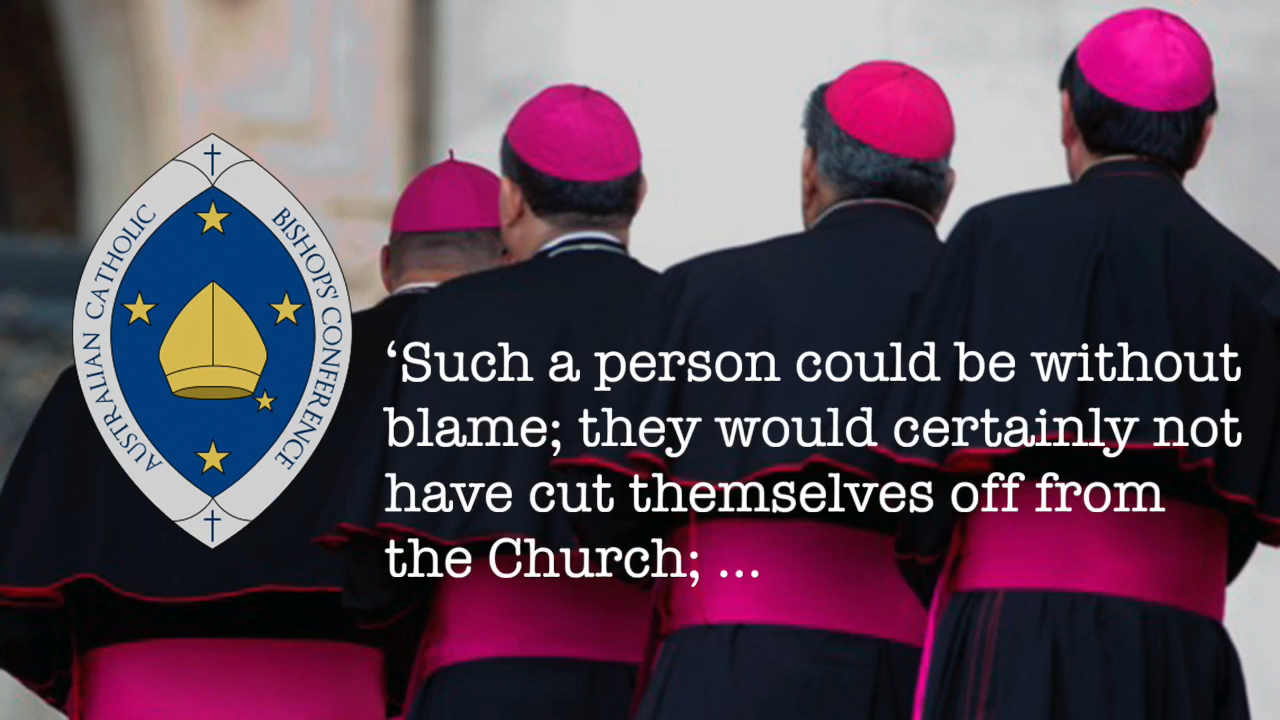 AUSTRALIAN CATHOLIC
BISHOPS' CONFERENCE
‘Such a person could be without
blame; they would certainly not
have cut themselves off from
the Church; ...